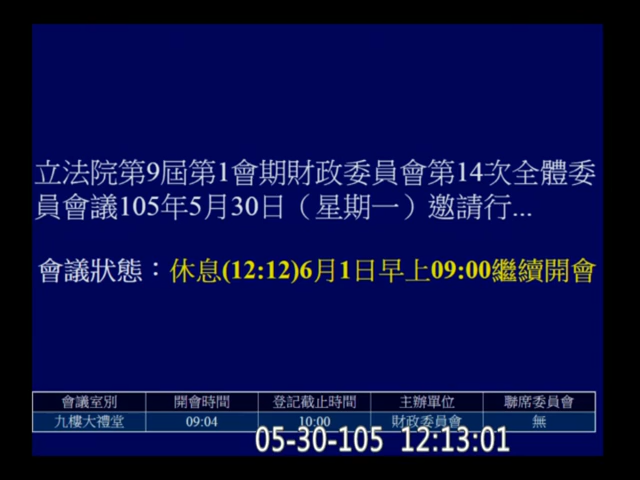 立法院第9屆第1會期財政委員會第14次全體委
員會議105年5月30日（星期一）邀請行...
會議狀態：休息(12:12)6月1日早上09:00繼續開會
會議室別 開會時間 登記截止時間 主辦單位 聯席委員會
九樓大禮堂 09:04 10:00 財政委員會 無
05-30-105 12:13:01